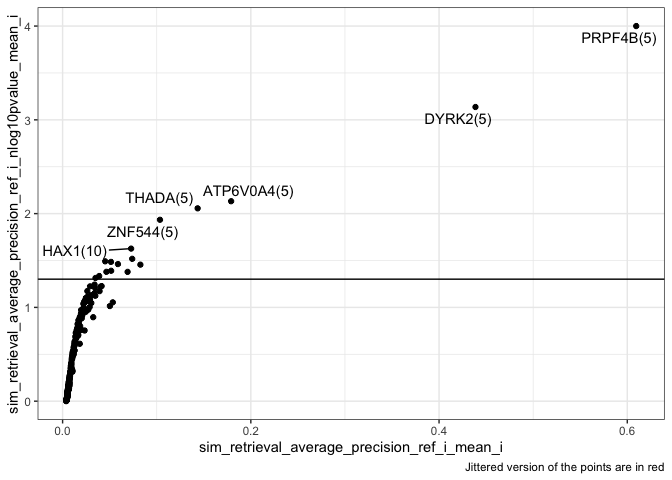 sim_retrieval_average_precision_ref_i_nlog10pvalue_mean_i
4
3
2
1
0
PRPF4B(5)
DYRK2(5)
ATP6V0A4(5)
THADA(5)
ZNF544(5)
HAX1(10)
0.0
0.2
0.4
0.6
sim_retrieval_average_precision_ref_i_mean_i
Jittered version of the points are in red